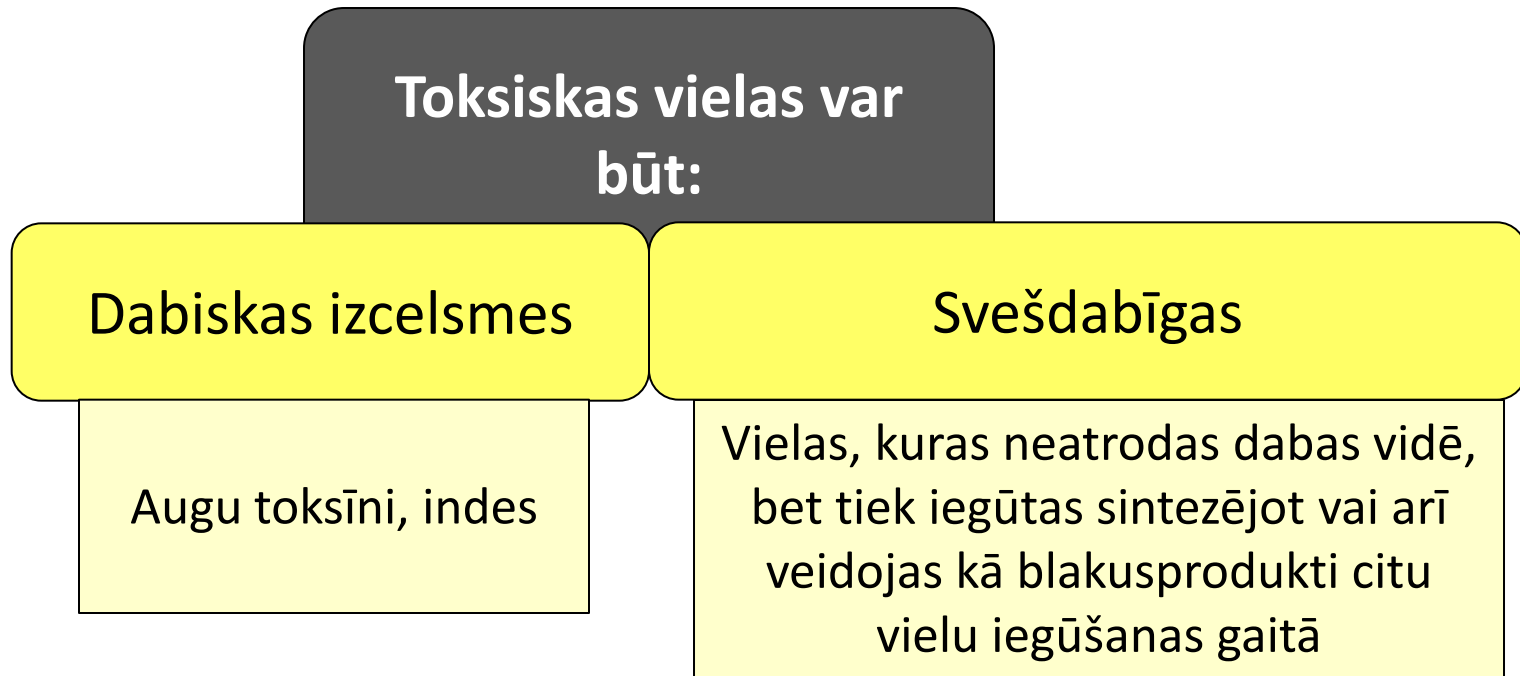 Toksiskas vielas var
būt:
Dabiskas izcelsmes
Svešdabīgas
Augu toksīni, indes
Vielas, kuras neatrodas dabas vidē,
bet tiek iegūtas sintezējot vai arī
veidojas kā blakusprodukti citu
vielu iegūšanas gaitā